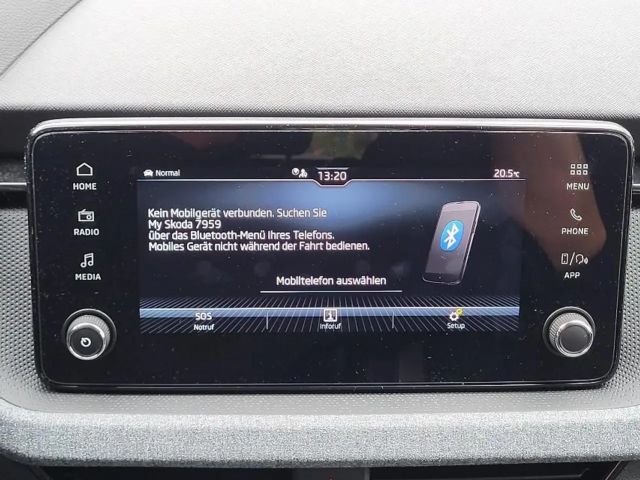 HOME
RADIO
MEDIA
Normal
13:20
20.5°C
Kein Mobilgerät verbunden. Suchen Sie
My Skoda 7959
über das Bluetooth-Menü Ihres Telefons.
Mobiles Gerät nicht während der Fahrt bedienen.
Mobiltelefon auswählen
SOS
Notruf
Inforuf
Setup
MENU
PHONE
APP